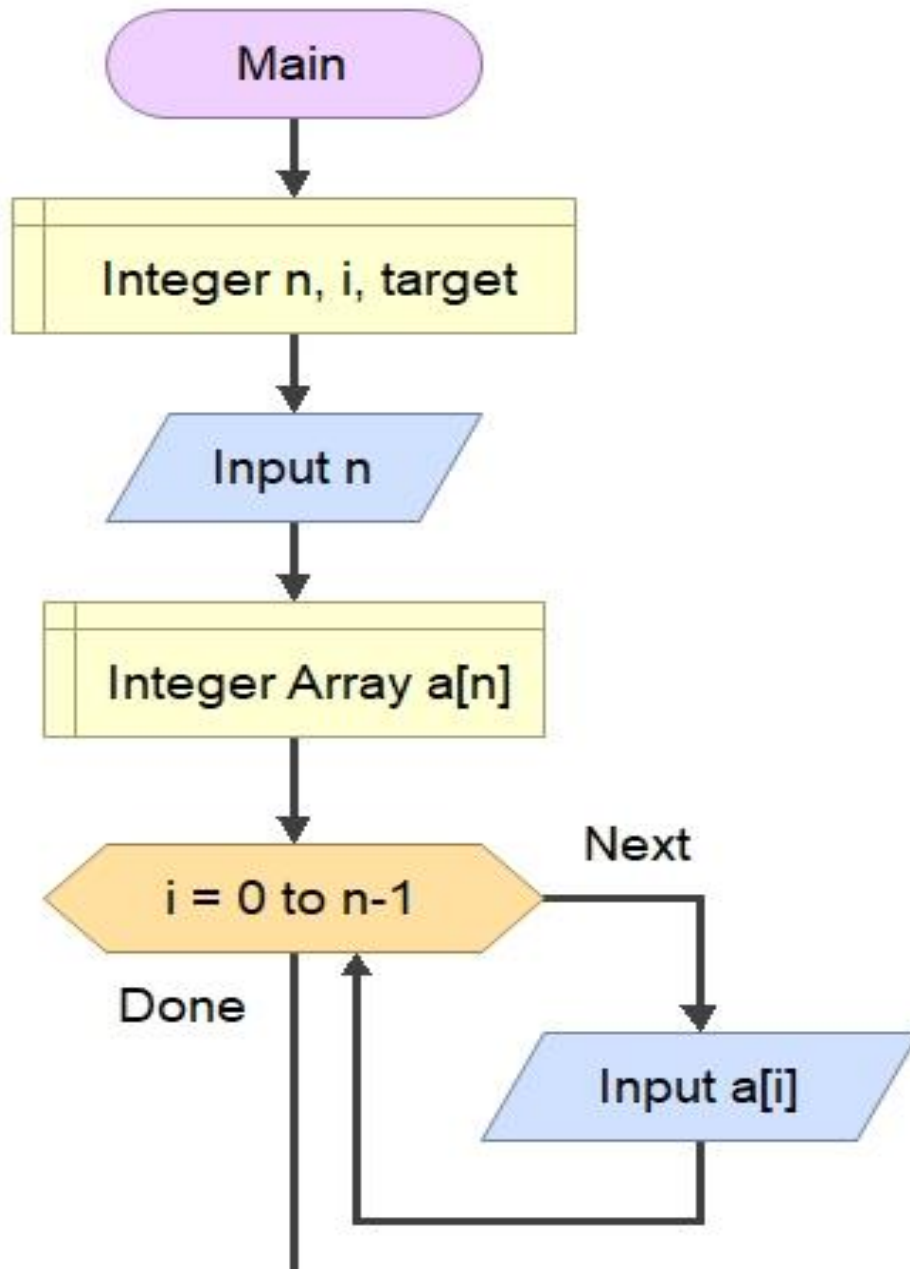 Main
Integer n, i, target
Input n
Integer Array a[n]
i = 0 to n-1
Next
Done
Input a[i]